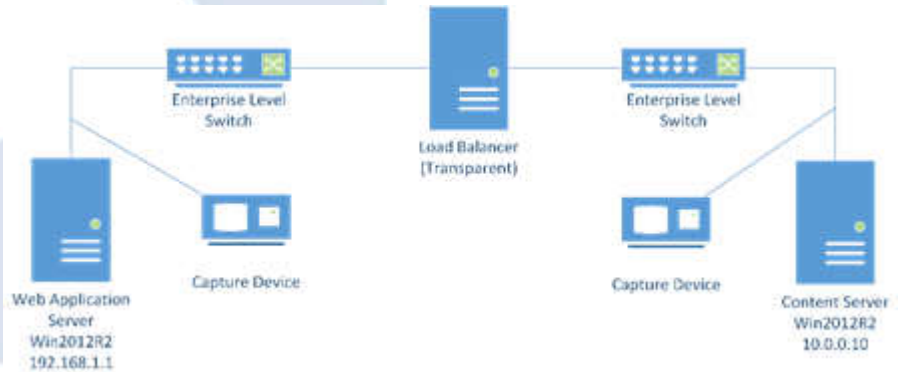 Enterprise Level
Switch
Load Balancer
(Transparent)
Enterprise Level
Switch
Capture Device
Capture Device
Web Application
Server
Win2012R2
192.168.1.1
Content Server
Win2012R2
10.0.0.10